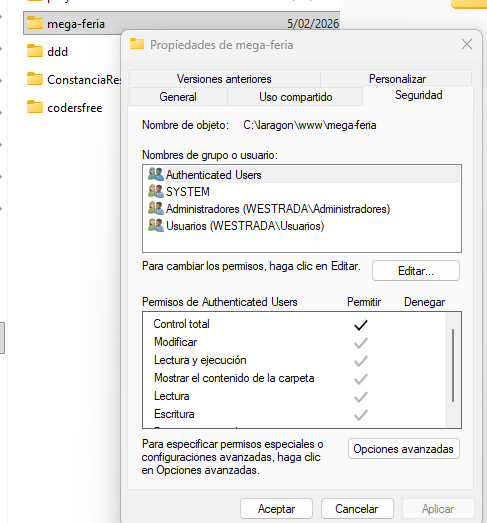 mega-feria 5/02/2026
ddd
ConstanciaRes
codersfree
Propiedades de mega-feria
Versiones anteriores Personalizar
General Uso compartido Seguridad
Nombre de objeto: C:\laragon\www\mega-feria
Nombres de grupo o usuario:
Authenticated Users
SYSTEM
Administradores (WESTRADA\Administradores)
Usuarios (WESTRADA\Usuarios)
Para cambiar los permisos, haga clic en Editar. Editar...
Permisos de Authenticated Users Permitir Denegar
Control total
Modificar
Lectura y ejecución
Mostrar el contenido de la carpeta
Lectura
Escritura
Para especificar permisos especiales o
configuraciones avanzadas, haga clic
en Opciones avanzadas.
Opciones avanzadas
Aceptar Cancelar Aplicar